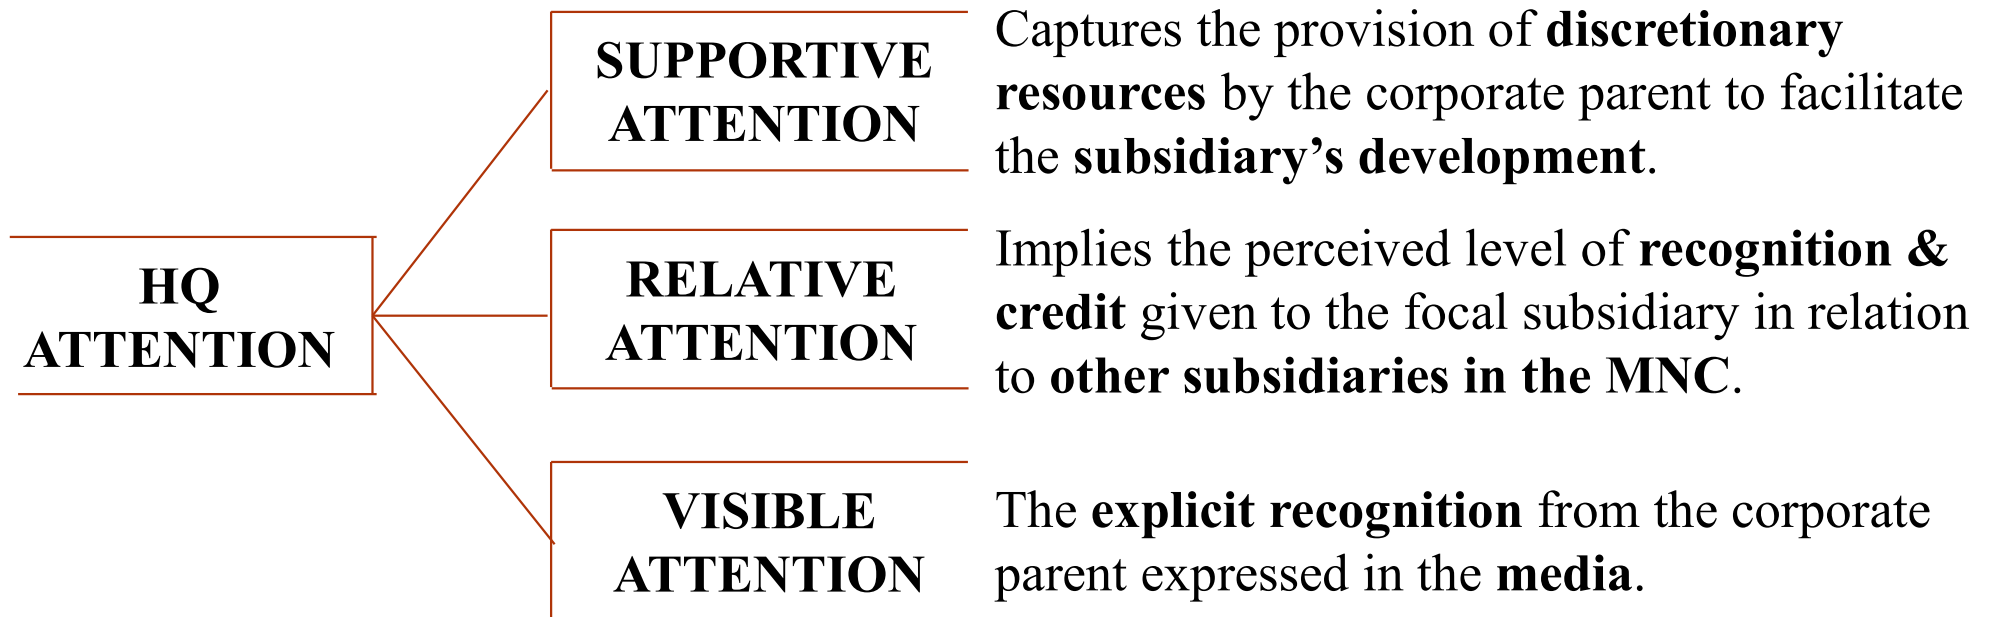 HQ
ATTENTION
SUPPORTIVE
ATTENTION
Captures the provision of discretionary
resources by the corporate parent to facilitate
the subsidiary’s development.
RELATIVE
ATTENTION
Implies the perceived level of recognition &
credit given to the focal subsidiary in relation
to other subsidiaries in the MNC.
VISIBLE
ATTENTION
The explicit recognition from the corporate
parent expressed in the media.